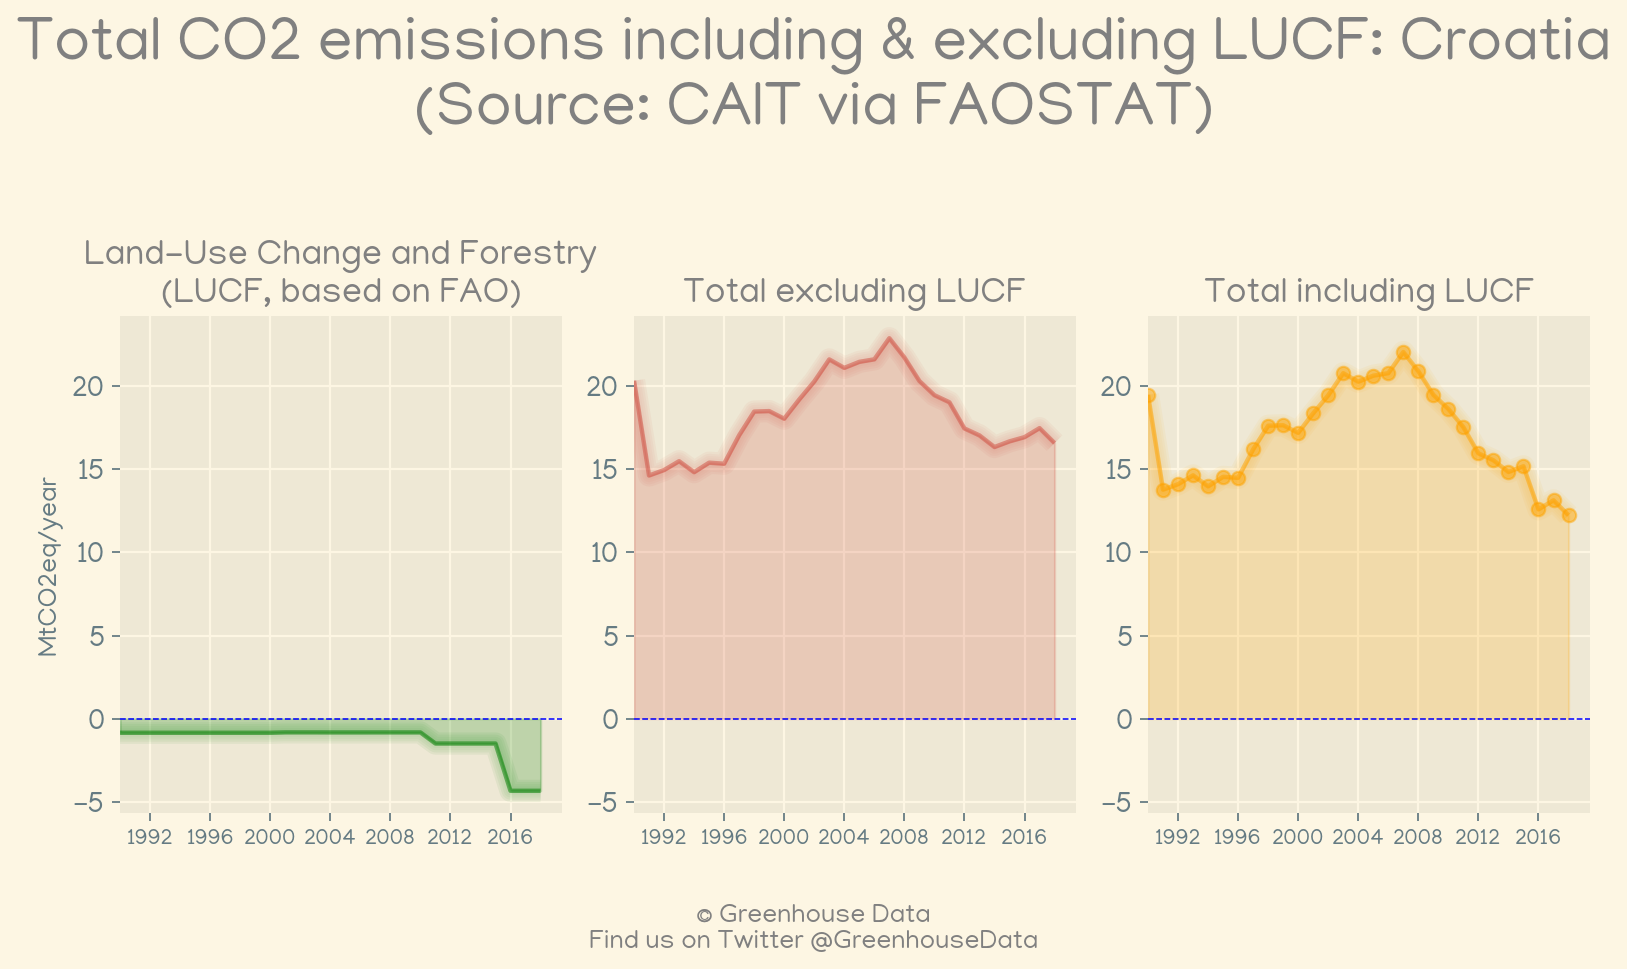 Total CO2 emissions including & excluding LUCF: Croatia
(Source: CAIT via FAOSTAT)
Land-Use Change and Forestry
(LUCF, based on FAO)
MtCO2eq/year
20
15
10
5
0
−5
1992 1996 2000 2004 2008 2012 2016
Total excluding LUCF
20
15
10
5
0
−5
1992 1996 2000 2004 2008 2012 2016
Total including LUCF
20
15
10
5
0
−5
1992 1996 2000 2004 2008 2012 2016
© Greenhouse Data
Find us on Twitter @GreenhouseData